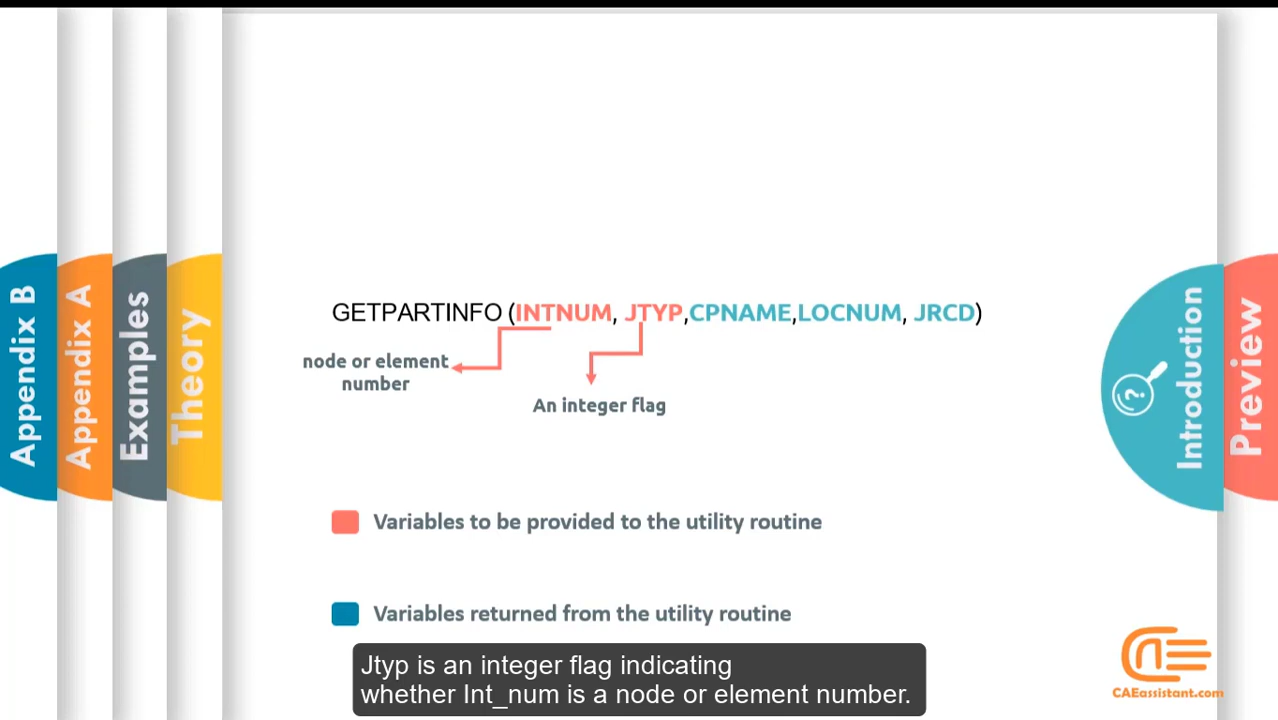 Appendix B
Appendix A
Examples
Theory
GETPARTINFO (INTNUM, JTYP,CPNAME,LOCNUM, JRCD)
node or element
number
An integer flag
Variables to be provided to the utility routine
Variables returned from the utility routine
Jtyp is an integer flag indicating
whether Int_num is a node or element number.
?
Introduction
Preview
CAEassistant.com